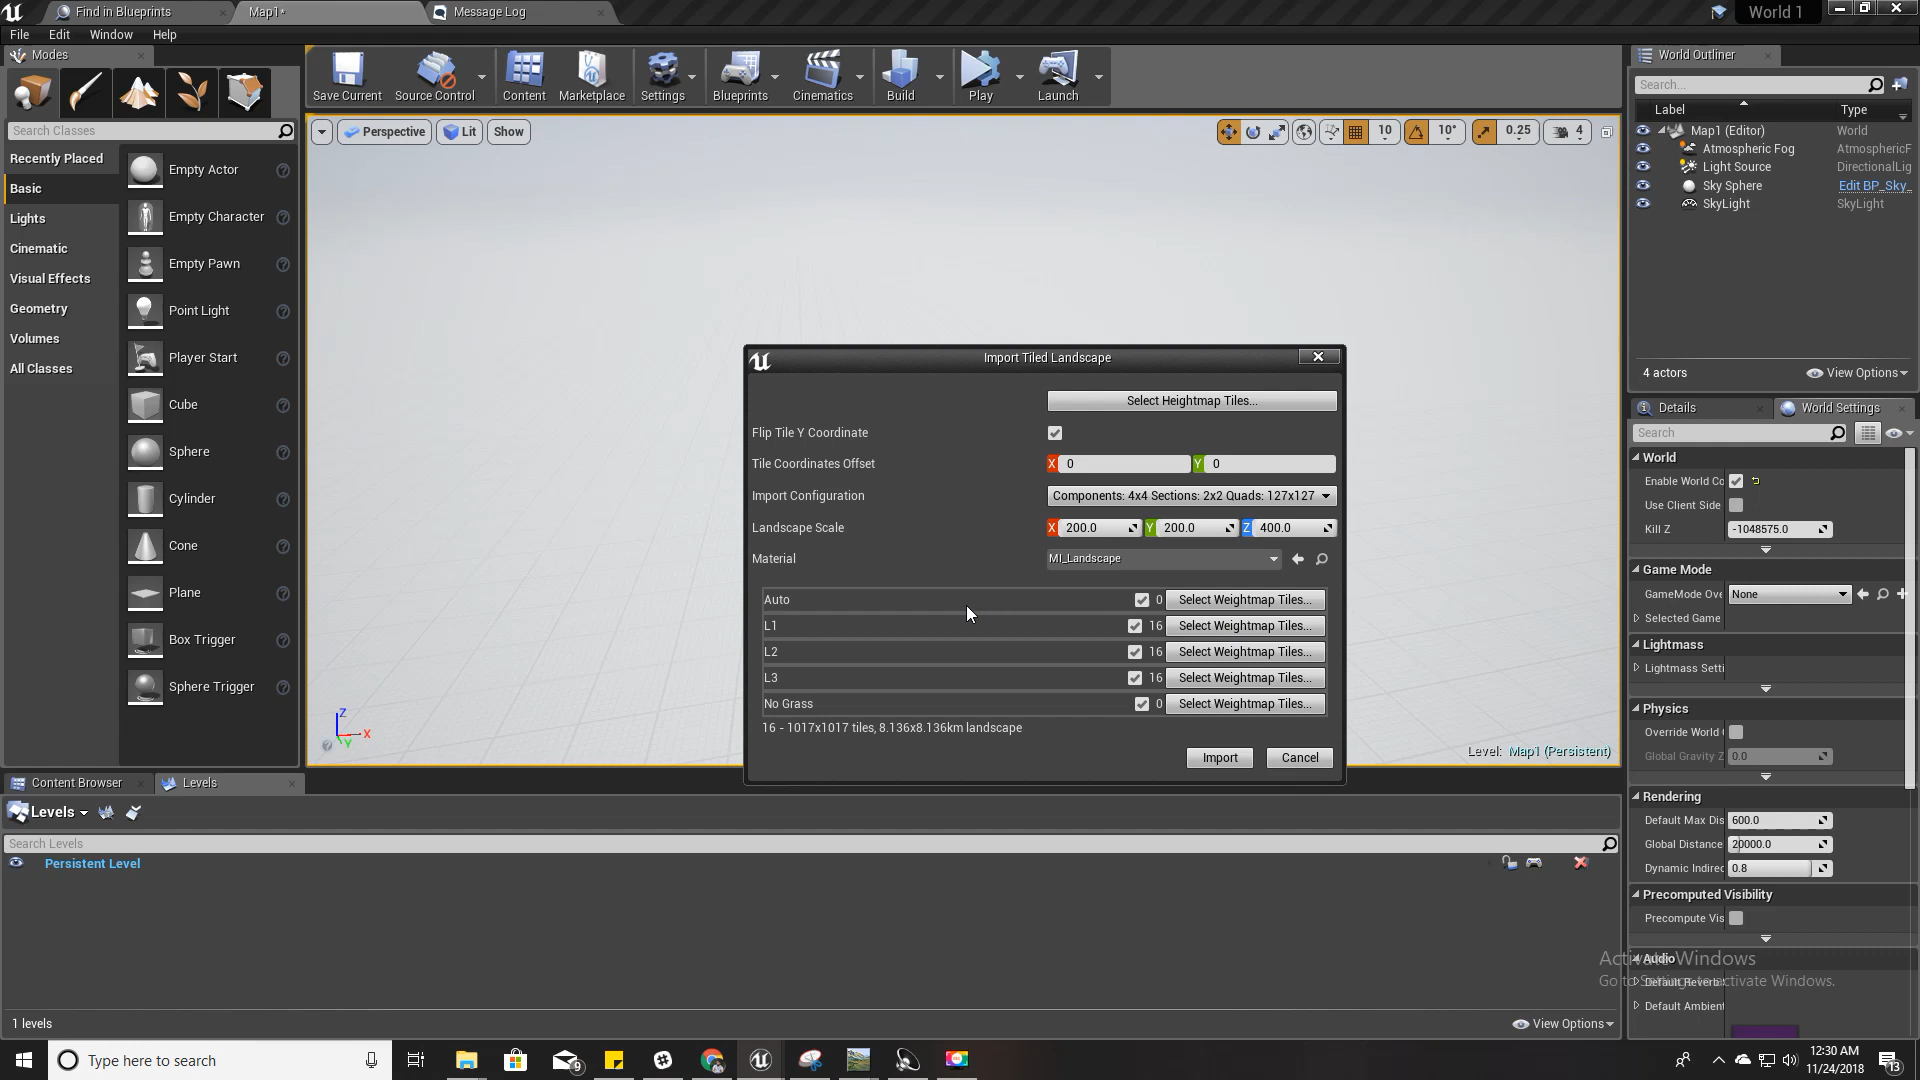 Find in Blueprints
Map1*
Message Log
World 1
File
Edit
Window
Help
Modes
Search Classes
Recently Placed
Basic
Lights
Cinematic
Visual Effects
Geometry
Volumes
All Classes
Empty Actor
Empty Character
Empty Pawn
Point Light
Player Start
Cube
Sphere
Cylinder
Cone
Plane
Box Trigger
Sphere Trigger
Save Current
Source Control
Content
Marketplace
Settings
Blueprints
Cinematics
Build
Play
Launch
Perspective
Lit
Show
10
10°
0.25
4
Z
X
Y
Level: Map1 (Persistent)
Import Tiled Landscape
Select Heightmap Tiles...
Flip Tile Y Coordinate
Tile Coordinates Offset
X 0
Y 0
Import Configuration
Components: 4x4 Sections: 2x2 Quads: 127x127
Landscape Scale
X 200.0
Y 200.0
Z 400.0
Material
MI_Landscape
Auto 0 Select Weightmap Tiles...
L1 16 Select Weightmap Tiles...
L2 16 Select Weightmap Tiles...
L3 16 Select Weightmap Tiles...
No Grass 0 Select Weightmap Tiles...
16 - 1017x1017 tiles, 8.136x8.136km landscape
Import
Cancel
World Outliner
Search...
Label
Type
Map1 (Editor) World
Atmospheric Fog AtmosphericF
Light Source DirectionalLig
Sky Sphere Edit BP_Sky_
SkyLight SkyLight
4 actors
View Options
Details
World Settings
Search
World
Enable World Co
Use Client Side
Kill Z -1048575.0
Game Mode
GameMode Ove None
Selected Game
Lightmass
Lightmass Setti
Physics
Override World
Global Gravity Z 0.0
Rendering
Default Max Dis 600.0
Global Distance 20000.0
Dynamic Indirec 0.8
Precomputed Visibility
Precompute Vis
Audio
Default Reverb
Default Ambien
Activate Windows
Go to Settings to activate Windows.
Content Browser
Levels
Levels
Search Levels
Persistent Level
1 levels
View Options
Type here to search
9
12:30 AM
11/24/2018
13